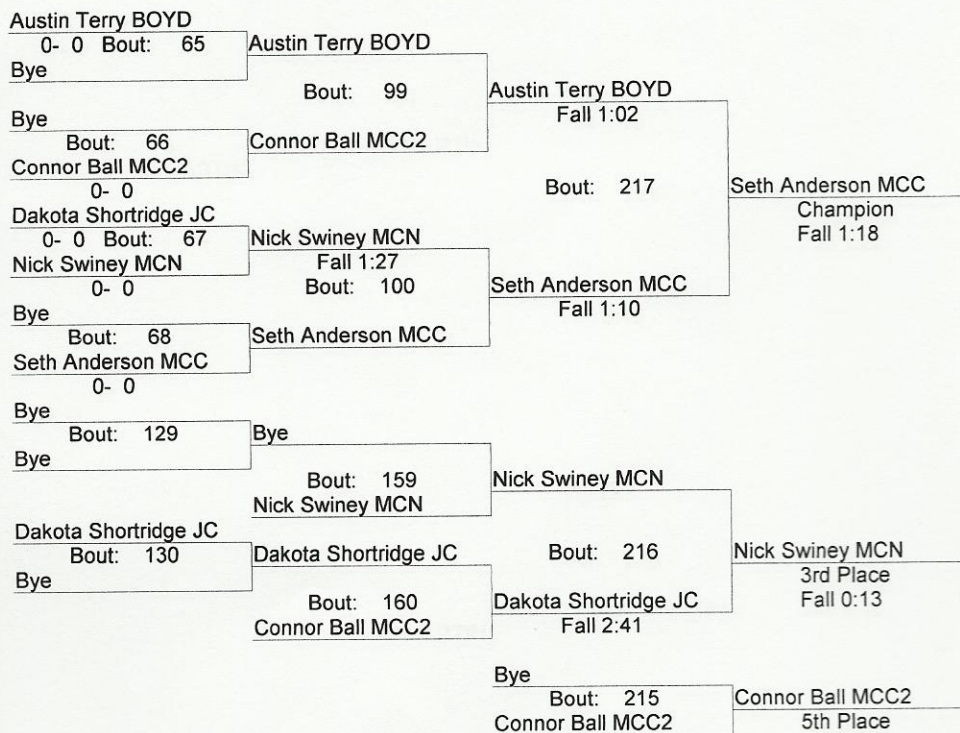 Austin Terry BOYD
0- 0 Bout: 65
Bye
Austin Terry BOYD
Bout: 99
Bye
Bout: 66
Connor Ball MCC2
0- 0
Connor Ball MCC2
Austin Terry BOYD
Fall 1:02
Bout: 217
Seth Anderson MCC
Champion
Fall 1:18
Dakota Shortridge JC
0- 0 Bout: 67
Nick Swiney MCN
0- 0
Nick Swiney MCN
Fall 1:27
Bout: 100
Seth Anderson MCC
Fall 1:10
Bye
Bout: 68
Seth Anderson MCC
0- 0
Seth Anderson MCC
Bye
Bout: 129
Bye
Bye
Bout: 159
Nick Swiney MCN
Nick Swiney MCN
Dakota Shortridge JC
Bout: 130
Bye
Dakota Shortridge JC
Bout: 160
Connor Ball MCC2
Bout: 216
Dakota Shortridge JC
Fall 2:41
Nick Swiney MCN
3rd Place
Fall 0:13
Bye
Bout: 215
Connor Ball MCC2
Connor Ball MCC2
5th Place